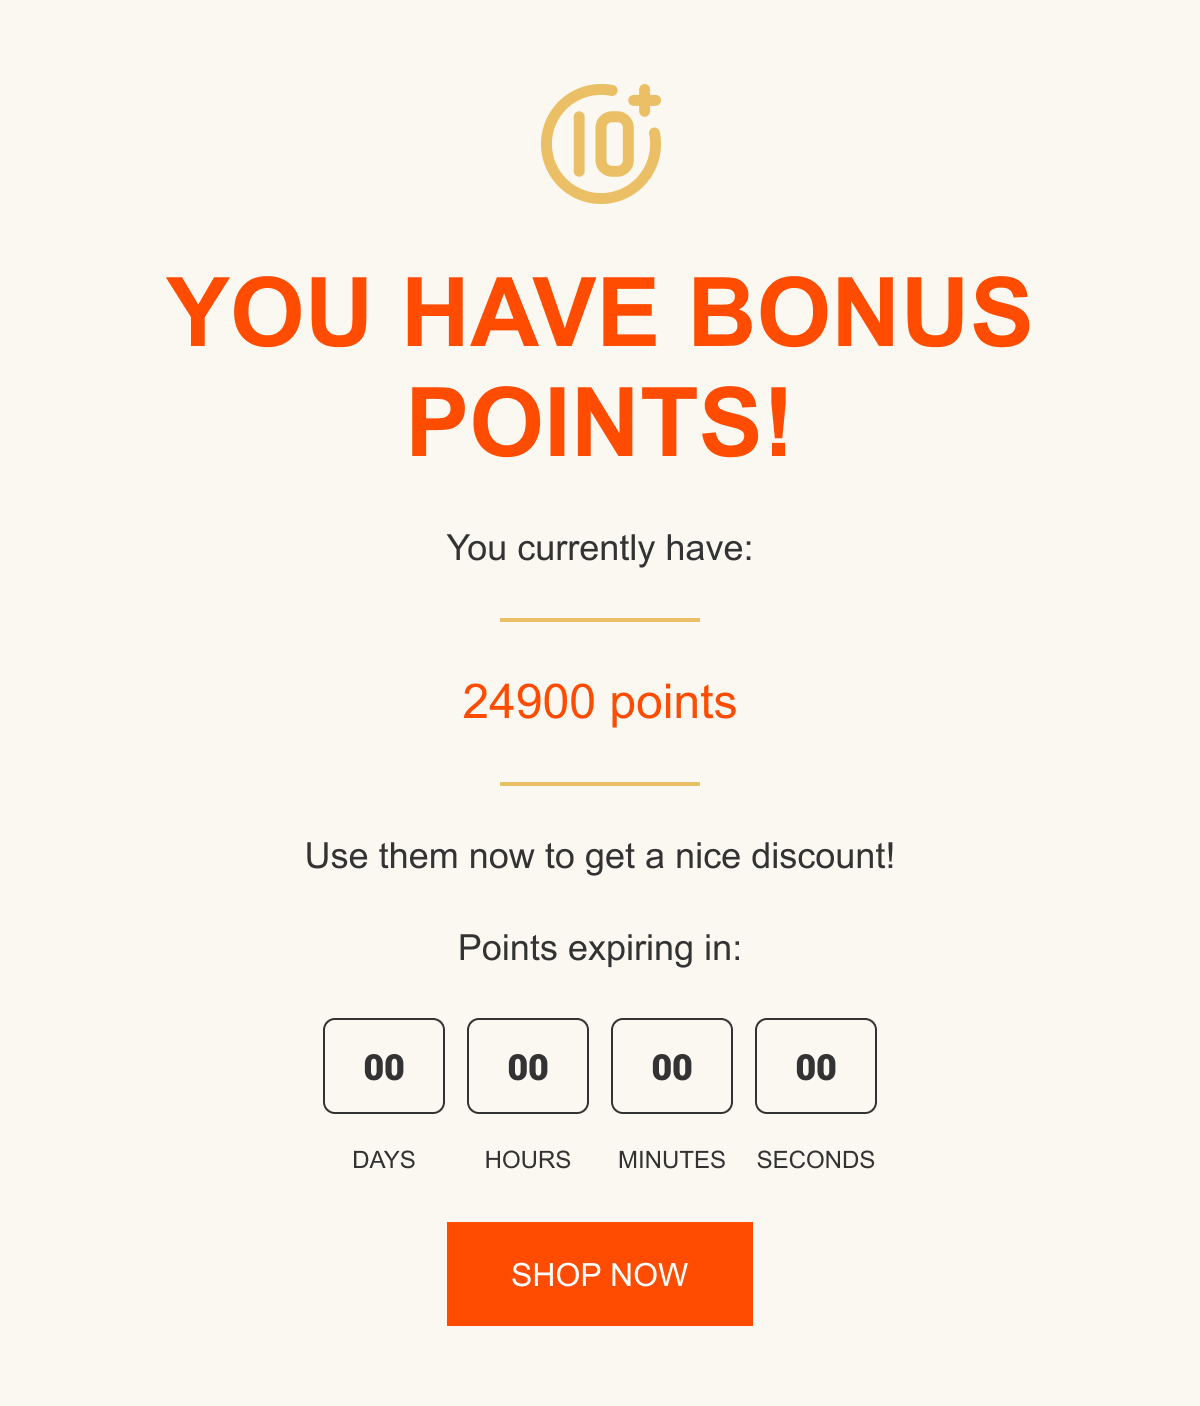 10+
YOU HAVE BONUS
POINTS!
You currently have:
24900 points
Use them now to get a nice discount!
Points expiring in:
00 00 00 00
DAYS HOURS MINUTES SECONDS
SHOP NOW